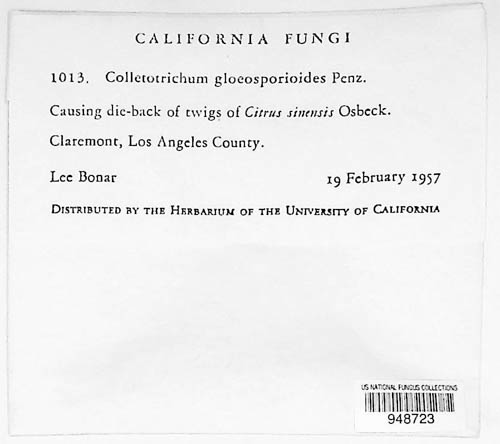 CALIFORNIA FUNGI
1013. Colletotrichum gloeosporioides Penz.
Causing die-back of twigs of Citrus sinensis Osbeck.
Claremont, Los Angeles County.
Lee Bonar 19 February 1957
DISTRIBUTED BY THE HERBARIUM OF THE UNIVERSITY OF CALIFORNIA
US NATIONAL FUNGUS COLLECTIONS
948723